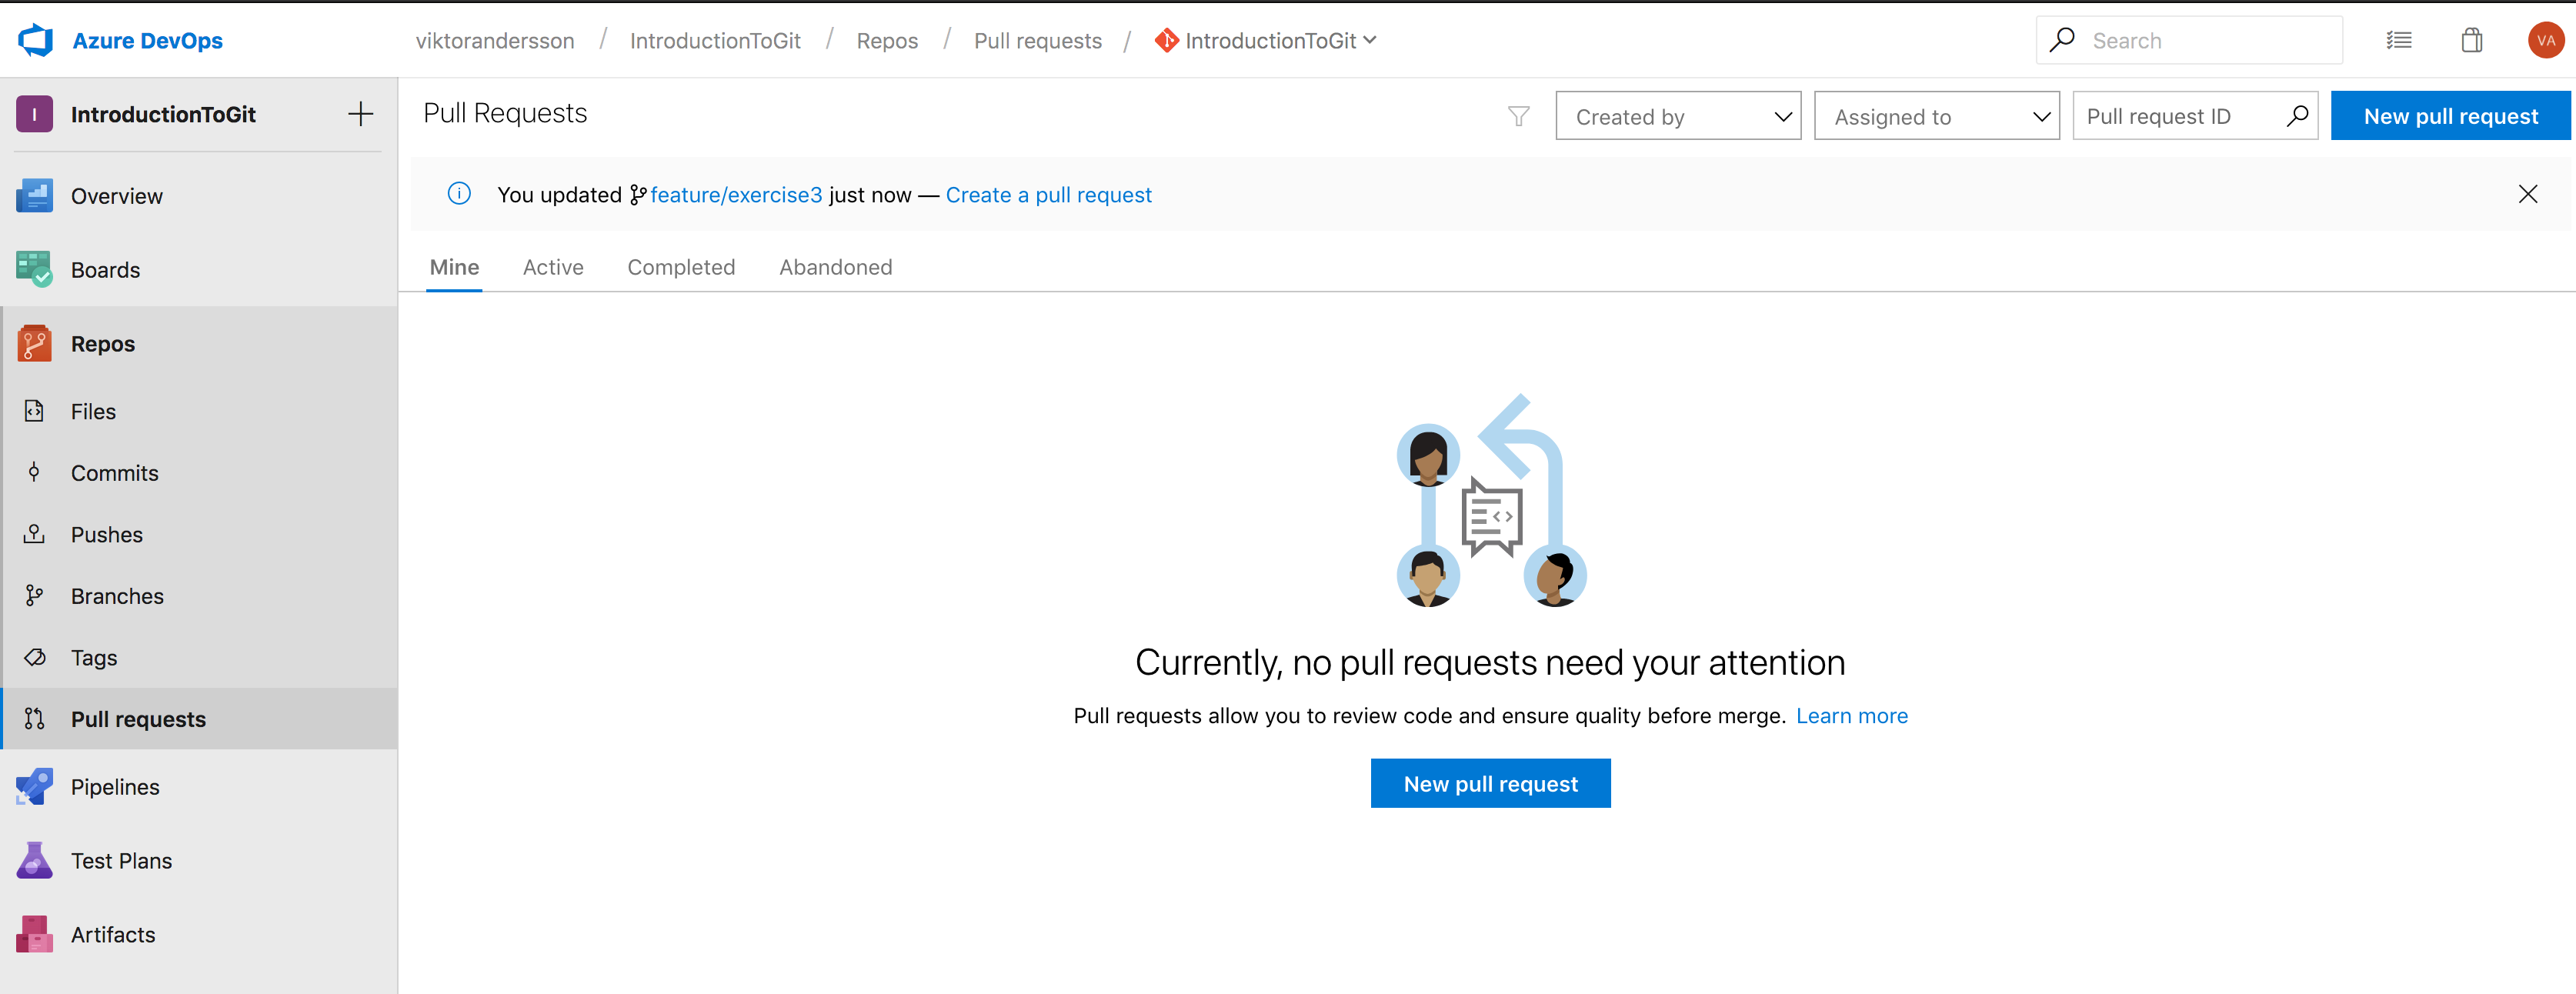 Azure DevOps
viktorandersson / IntroductionToGit / Repos / Pull requests / IntroductionToGit
Search
VA
I
IntroductionToGit
Overview
Boards
Repos
Files
Commits
Pushes
Branches
Tags
Pull requests
Pipelines
Test Plans
Artifacts
Pull Requests
Created by
Assigned to
Pull request ID
New pull request
You updated feature/exercise3 just now — Create a pull request
Mine Active Completed Abandoned
Currently, no pull requests need your attention
Pull requests allow you to review code and ensure quality before merge. Learn more
New pull request